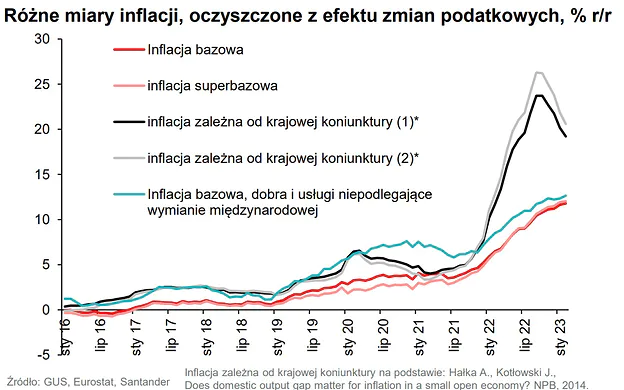 Różne miary inflacji, oczyszczone z efektu zmian podatkowych, % r/r
30
25
20
15
10
5
0
-5
Inflacja bazowa
inflacja superbazowa
inflacja zależna od krajowej koniunktury (1)*
inflacja zależna od krajowej koniunktury (2)*
Inflacja bazowa, dobra i usługi niepodlegające
wymianie międzynarodowej
sty 16
lip 16
sty 17
lip 17
sty 18
lip 18
sty 19
lip 19
sty 20
lip 20
sty 21
lip 21
sty 22
lip 22
sty 23
Źródło: GUS, Eurostat, Santander
Inflacja zależna od krajowej koniunktury na podstawie: Hałka A., Kotłowski J.,
Does domestic output gap matter for inflation in a small open economy? NPB, 2014.